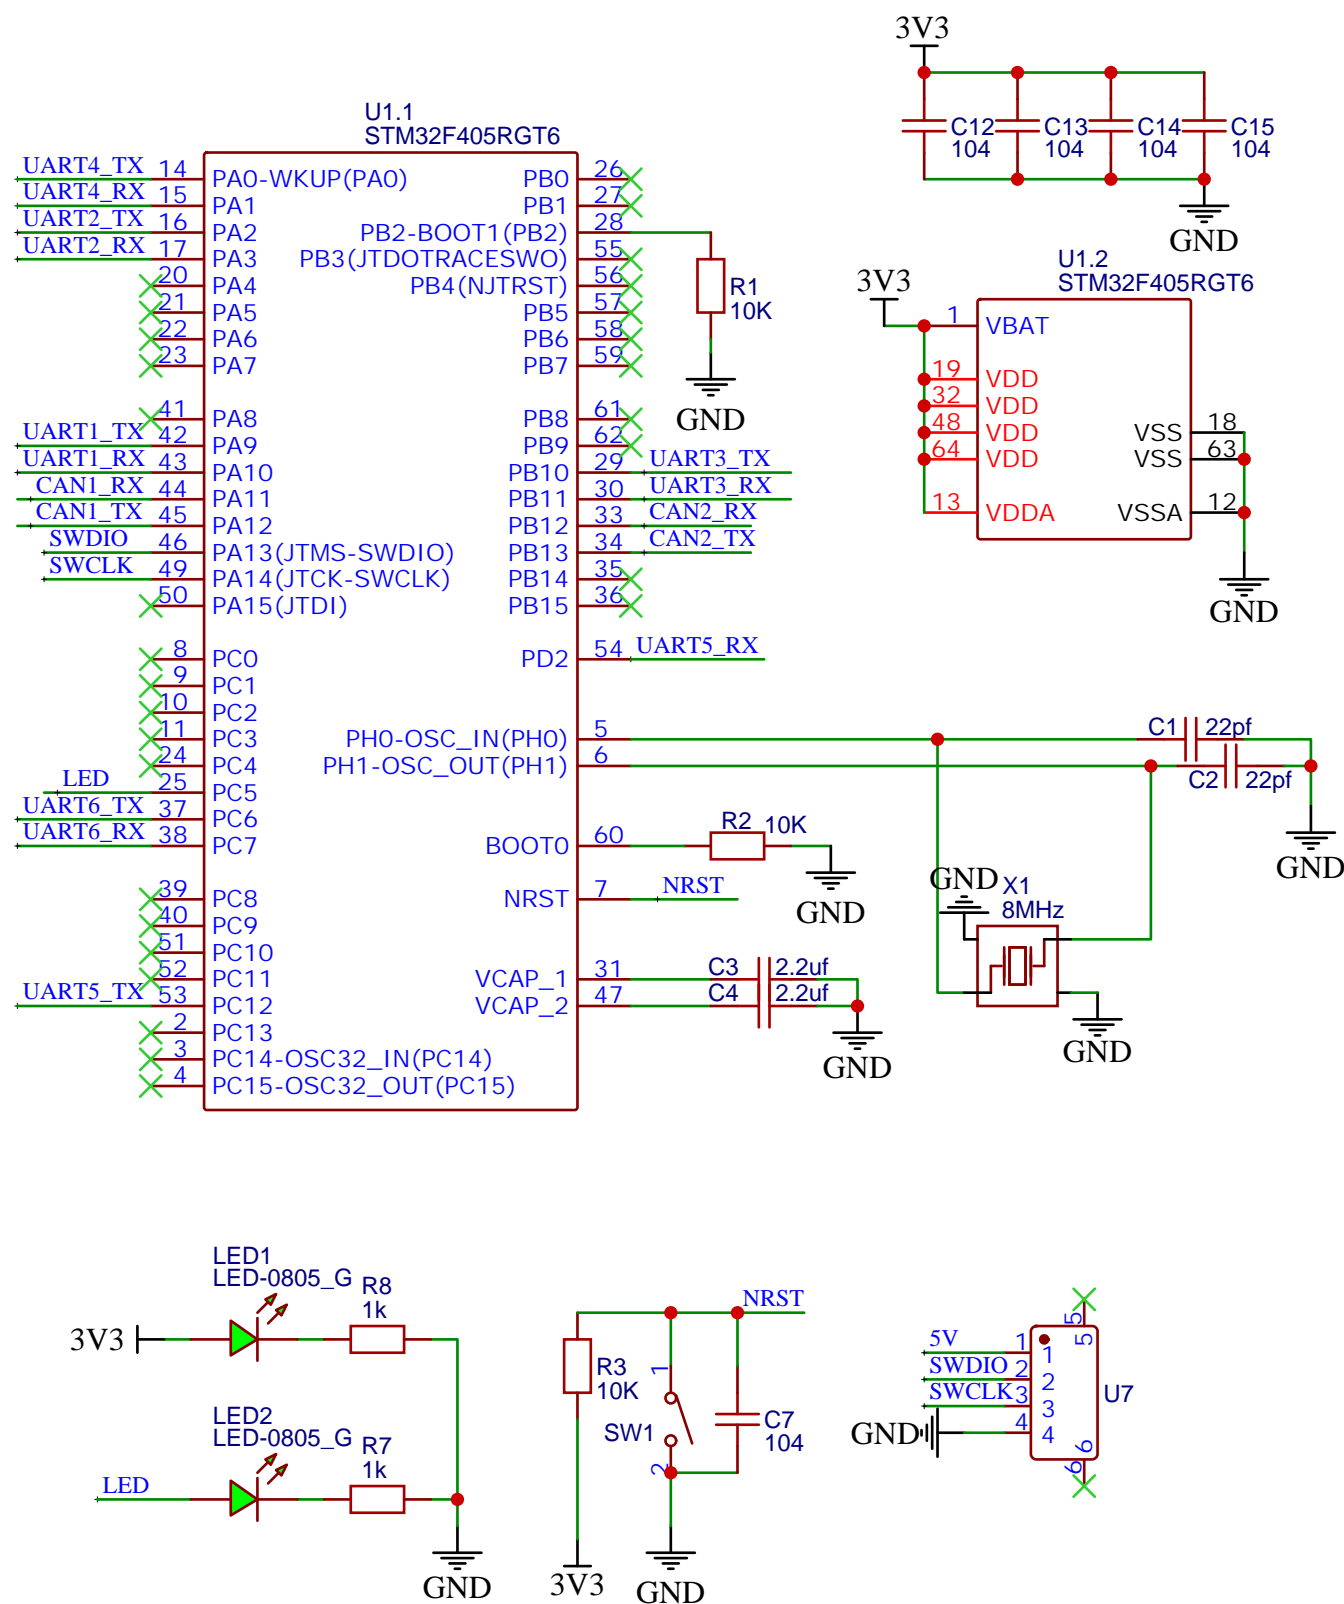 3V3
C12
104
C13
104
C14
104
C15
104
GND
U1.1
STM32F405RGT6
UART4_TX 14 PA0-WKUP(PA0)
UART4_RX 15 PA1
UART2_TX 16 PA2
UART2_RX 17 PA3
20 PA4
21 PA5
22 PA6
23 PA7
41 PA8
UART1_TX 42 PA9
UART1_RX 43 PA10
CAN1_RX 44 PA11
CAN1_TX 45 PA12
SWDIO 46 PA13(JTMS-SWDIO)
SWCLK 49 PA14(JTCK-SWCLK)
50 PA15(JTDI)
8 PC0
9 PC1
10 PC2
11 PC3
24 PC4
LED 25 PC5
UART6_TX 37 PC6
UART6_RX 38 PC7
39 PC8
40 PC9
51 PC10
52 PC11
UART5_TX 53 PC12
2 PC13
3 PC14-OSC32_IN(PC14)
4 PC15-OSC32_OUT(PC15)
PB0 26
PB1 27
PB2-BOOT1(PB2) 28
PB3(JTDOTRACESWO) 55
PB4(NJTRST) 56
PB5 57
PB6 58
PB7 59
PB8 61
PB9 62
PB10 29 UART3_TX
PB11 30 UART3_RX
PB12 33 CAN2_RX
PB13 34 CAN2_TX
PB14 35
PB15 36
PD2 54 UART5_RX
PH0-OSC_IN(PH0) 5
PH1-OSC_OUT(PH1) 6
BOOT0 60
NRST 7 NRST
VCAP_1 31
VCAP_2 47
R1
10K
GND
U1.2
STM32F405RGT6
3V3
1 VBAT
19 VDD
32 VDD
48 VDD
64 VDD
13 VDDA
VSS 18
VSS 63
VSSA 12
GND
C1 22pf
C2 22pf
GND
R2 10K
GND
GND X1
8MHz
GND
C3 2.2uf
C4 2.2uf
GND
LED1
LED-0805_G
R8
1k
3V3
LED2
LED-0805_G
R7
1k
LED
GND
NRST
R3
10K
3V3
1
SW1
2
C7
104
GND
5
5
5V 1 1
SWDIO 2 2
SWCLK 3 3
GND 4 4
U7
6
6